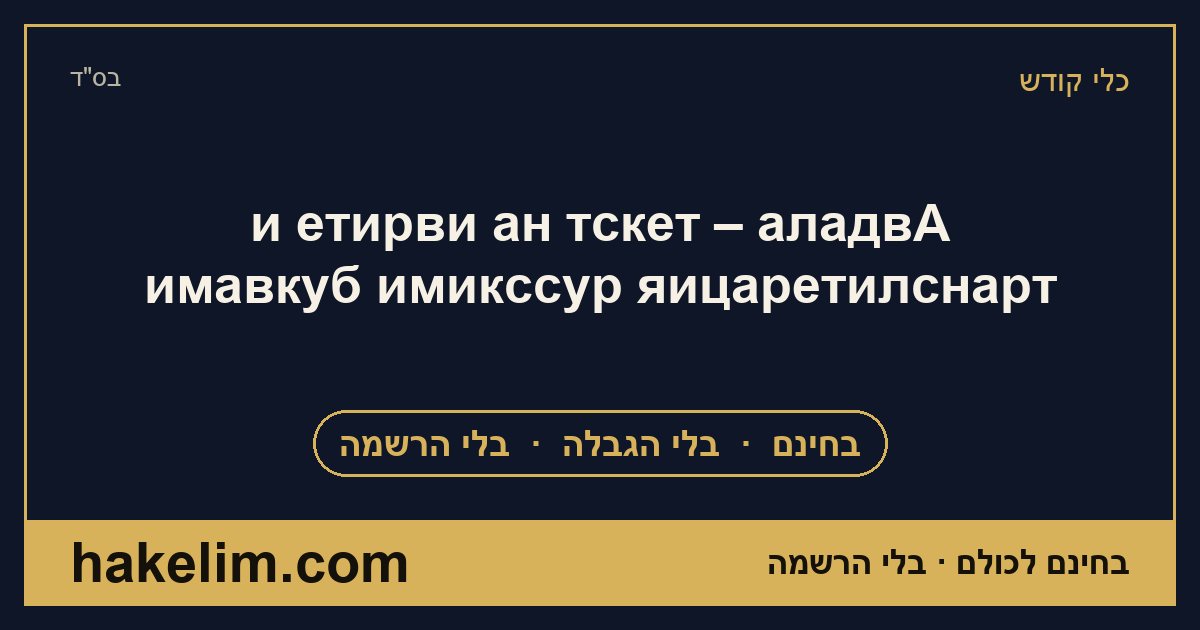 בס"ד
כלי קודש
и етирви ан тскет – аладвА
имавкуб имикссур яицаретилснарт
בחינם · בלי הגבלה · בלי הרשמה
hakelim.com
בחינם לכולם · בלי הרשמה